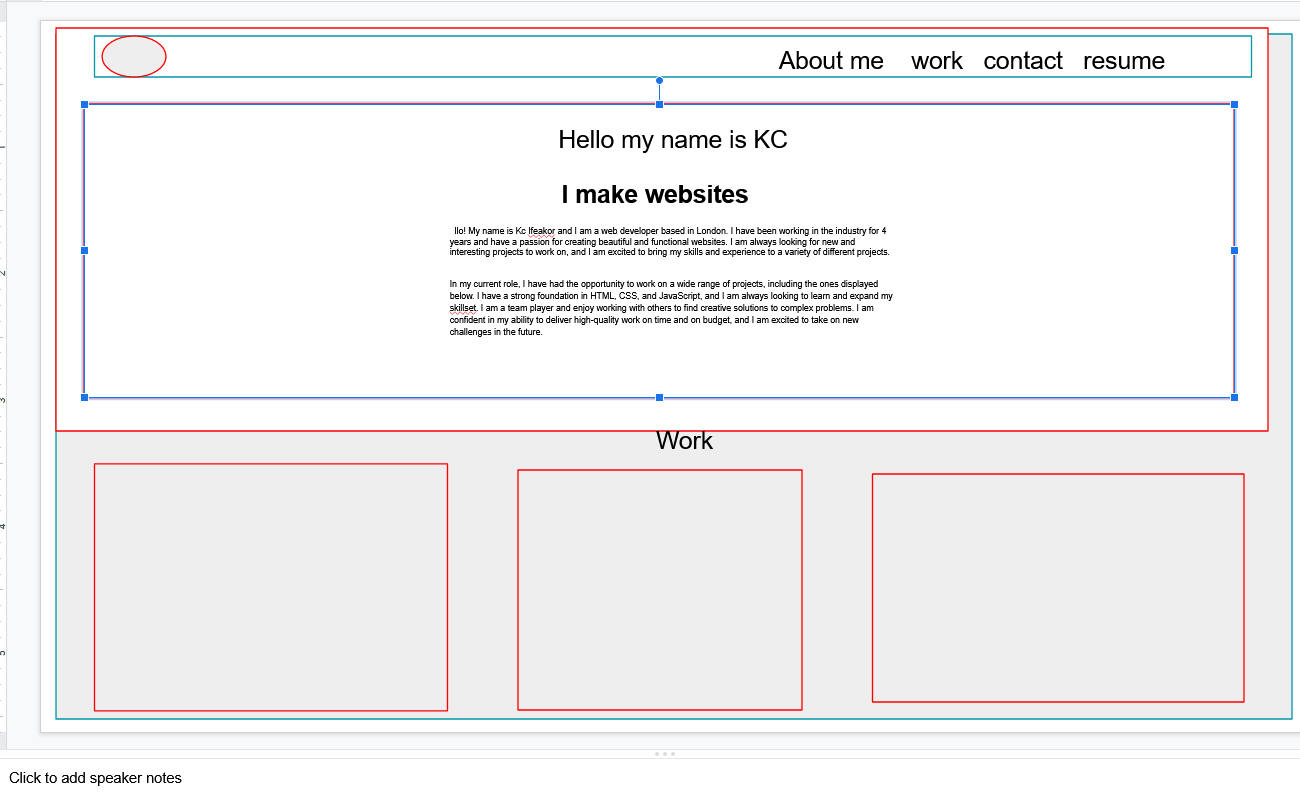 About me work contact resume
Hello my name is KC
I make websites
llo! My name is Kc Ifeakor and I am a web developer based in London. I have been working in the industry for 4
years and have a passion for creating beautiful and functional websites. I am always looking for new and
interesting projects to work on, and I am excited to bring my skills and experience to a variety of different projects.
In my current role, I have had the opportunity to work on a wide range of projects, including the ones displayed
below. I have a strong foundation in HTML, CSS, and JavaScript, and I am always looking to learn and expand my
skillset. I am a team player and enjoy working with others to find creative solutions to complex problems. I am
confident in my ability to deliver high-quality work on time and on budget, and I am excited to take on new
challenges in the future.
Work
2
3
4
5
Click to add speaker notes